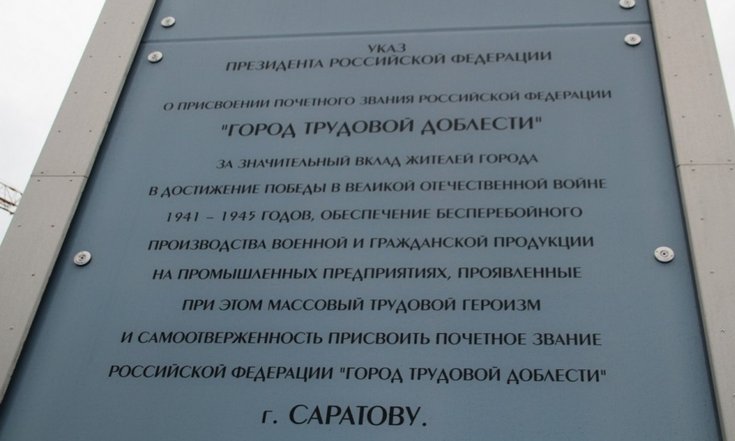 УКАЗ
ПРЕЗИДЕНТА РОССИЙСКОЙ ФЕДЕРАЦИИ
О ПРИСВОЕНИИ ПОЧЕТНОГО ЗВАНИЯ РОССИЙСКОЙ ФЕДЕРАЦИИ
"ГОРОД ТРУДОВОЙ ДОБЛЕСТИ"
ЗА ЗНАЧИТЕЛЬНЫЙ ВКЛАД ЖИТЕЛЕЙ ГОРОДА
В ДОСТИЖЕНИЕ ПОБЕДЫ В ВЕЛИКОЙ ОТЕЧЕСТВЕННОЙ ВОЙНЕ
1941 – 1945 ГОДОВ, ОБЕСПЕЧЕНИЕ БЕСПЕРЕБОЙНОГО
ПРОИЗВОДСТВА ВОЕННОЙ И ГРАЖДАНСКОЙ ПРОДУКЦИИ
НА ПРОМЫШЛЕННЫХ ПРЕДПРИЯТИЯХ, ПРОЯВЛЕННЫЕ
ПРИ ЭТОМ МАССОВЫЙ ТРУДОВОЙ ГЕРОИЗМ
И САМООТВЕРЖЕННОСТЬ ПРИСВОИТЬ ПОЧЕТНОЕ ЗВАНИЕ
РОССИЙСКОЙ ФЕДЕРАЦИИ "ГОРОД ТРУДОВОЙ ДОБЛЕСТИ"
г. САРАТОВУ.